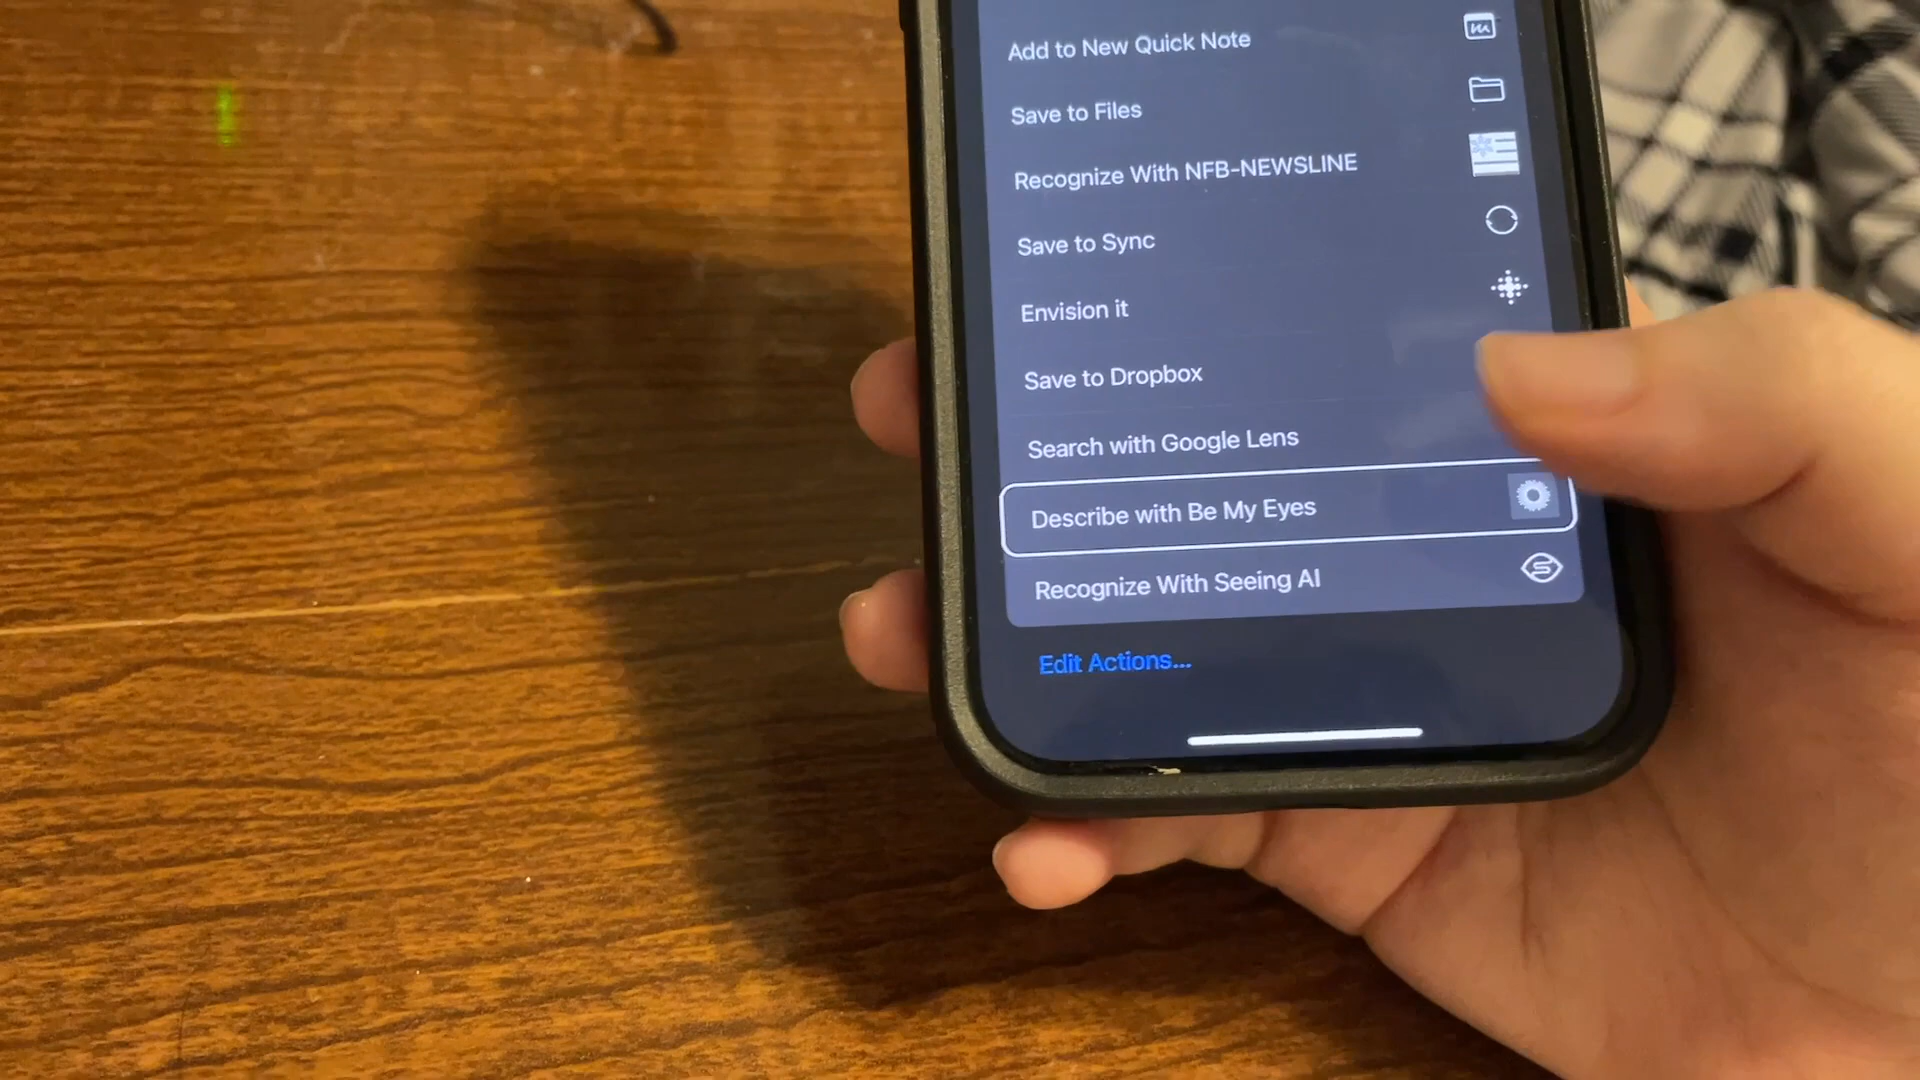 Add to New Quick Note
Save to Files
Recognize With NFB-NEWSLINE
Save to Sync
Envision it
Save to Dropbox
Search with Google Lens
Describe with Be My Eyes
Recognize With Seeing AI
Edit Actions...